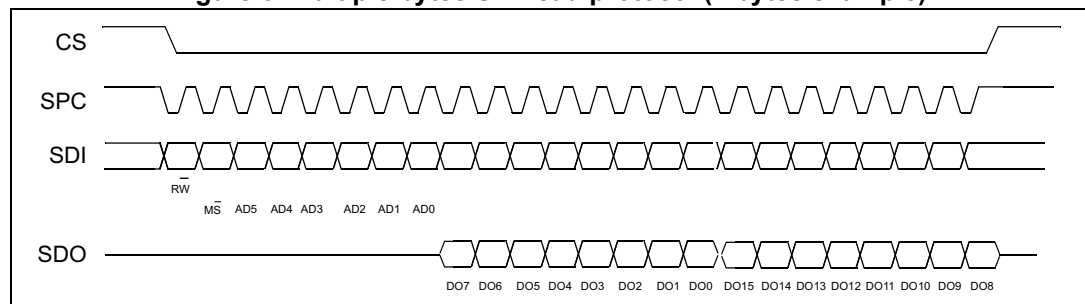 CS
SPC
SDI
RW
MS AD5 AD4 AD3 AD2 AD1 AD0
SDO
DO7 DO6 DO5 DO4 DO3 DO2 DO1 DO0 DO15 DO14 DO13 DO12 DO11 DO10 DO9 DO8